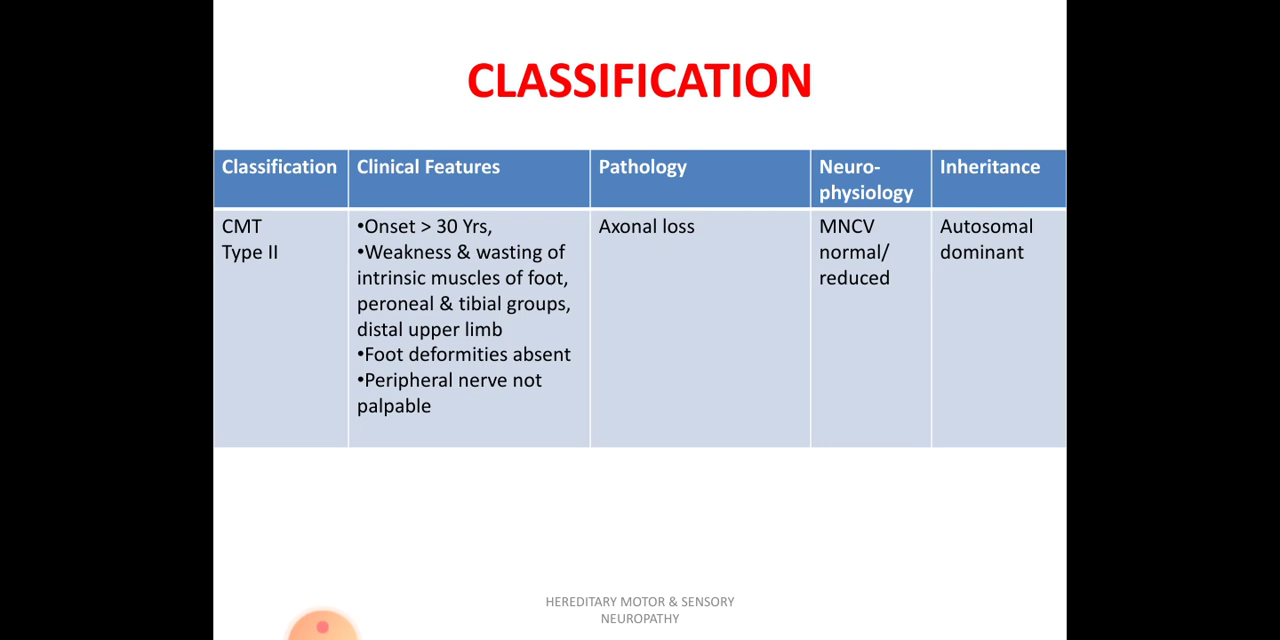 CLASSIFICATION
Classification
Clinical Features
Pathology
Neuro-
physiology
Inheritance
CMT
Type II
•Onset > 30 Yrs,
•Weakness & wasting of
intrinsic muscles of foot,
peroneal & tibial groups,
distal upper limb
•Foot deformities absent
•Peripheral nerve not
palpable
Axonal loss
MNCV
normal/
reduced
Autosomal
dominant
HEREDITARY MOTOR & SENSORY
NEUROPATHY